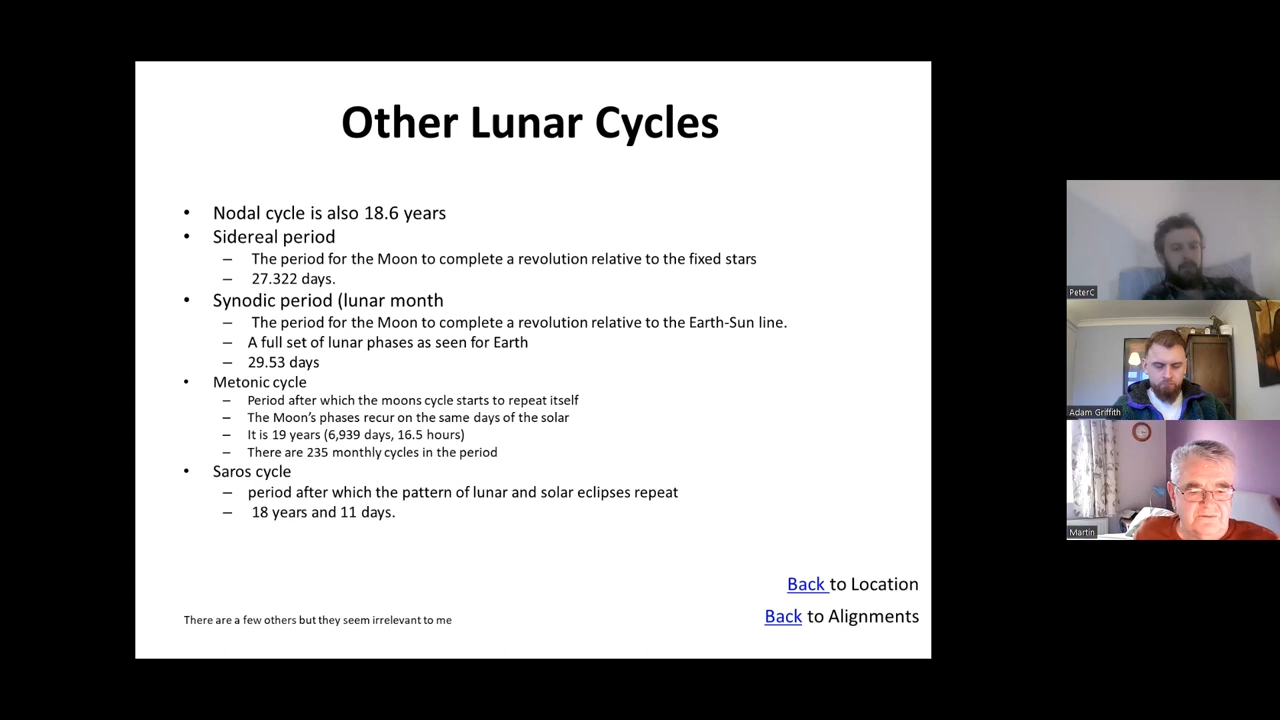 Other Lunar Cycles
• Nodal cycle is also 18.6 years
• Sidereal period
– The period for the Moon to complete a revolution relative to the fixed stars
– 27.322 days.
• Synodic period (lunar month
– The period for the Moon to complete a revolution relative to the Earth-Sun line.
– A full set of lunar phases as seen for Earth
– 29.53 days
• Metonic cycle
– Period after which the moons cycle starts to repeat itself
– The Moon's phases recur on the same days of the solar
– It is 19 years (6,939 days, 16.5 hours)
– There are 235 monthly cycles in the period
• Saros cycle
– period after which the pattern of lunar and solar eclipses repeat
– 18 years and 11 days.
Back to Location
Back to Alignments
There are a few others but they seem irrelevant to me
PeterC
Adam Griffith
Martin